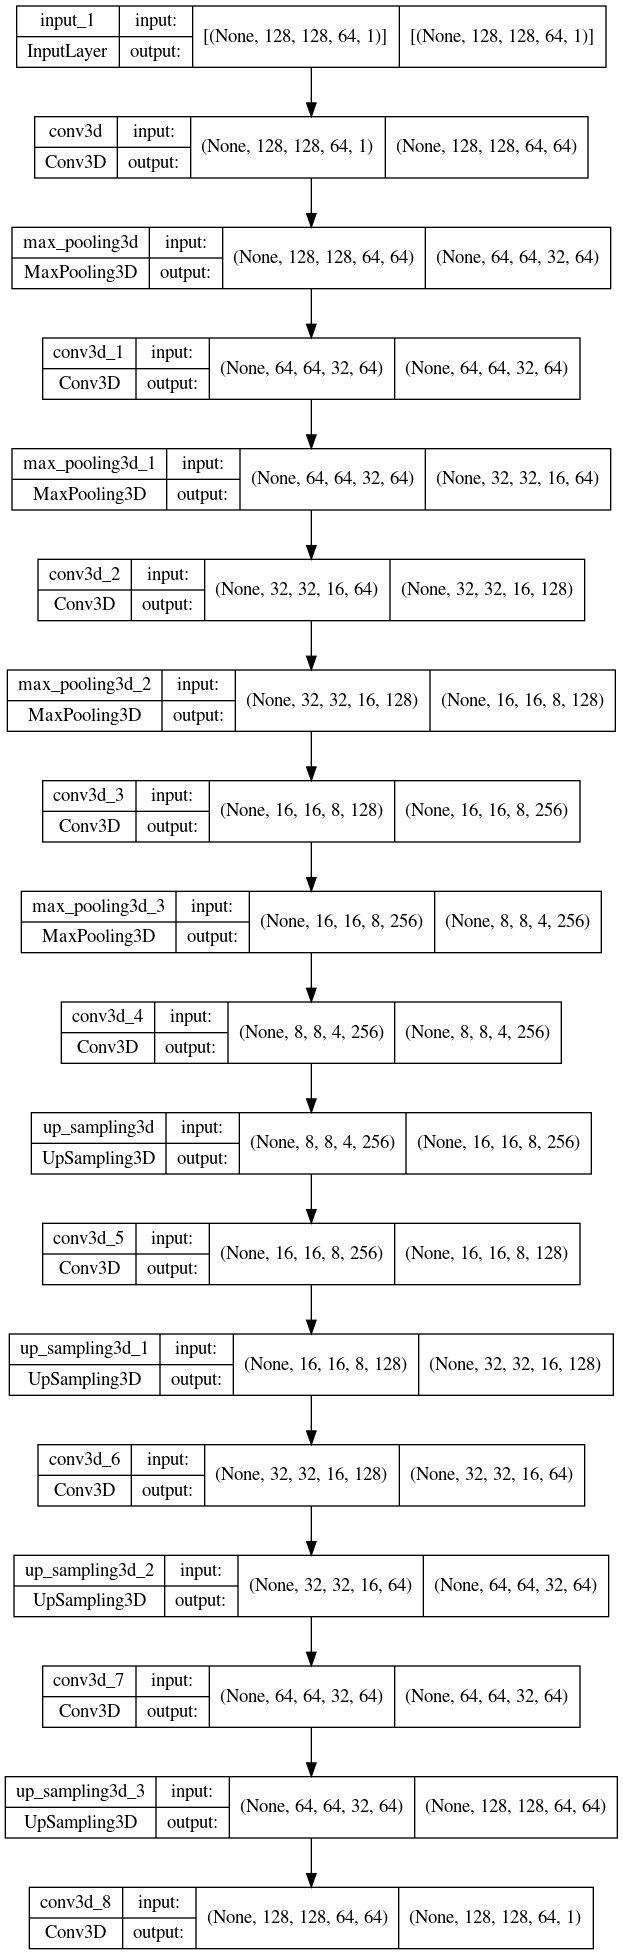 input_1 input: [(None, 128, 128, 64, 1)] [(None, 128, 128, 64, 1)]
InputLayer output:
conv3d input: (None, 128, 128, 64, 1) (None, 128, 128, 64, 64)
Conv3D output:
max_pooling3d input: (None, 128, 128, 64, 64) (None, 64, 64, 32, 64)
MaxPooling3D output:
conv3d_1 input: (None, 64, 64, 32, 64) (None, 64, 64, 32, 64)
Conv3D output:
max_pooling3d_1 input: (None, 64, 64, 32, 64) (None, 32, 32, 16, 64)
MaxPooling3D output:
conv3d_2 input: (None, 32, 32, 16, 64) (None, 32, 32, 16, 128)
Conv3D output:
max_pooling3d_2 input: (None, 32, 32, 16, 128) (None, 16, 16, 8, 128)
MaxPooling3D output:
conv3d_3 input: (None, 16, 16, 8, 128) (None, 16, 16, 8, 256)
Conv3D output:
max_pooling3d_3 input: (None, 16, 16, 8, 256) (None, 8, 8, 4, 256)
MaxPooling3D output:
conv3d_4 input: (None, 8, 8, 4, 256) (None, 8, 8, 4, 256)
Conv3D output:
up_sampling3d input: (None, 8, 8, 4, 256) (None, 16, 16, 8, 256)
UpSampling3D output:
conv3d_5 input: (None, 16, 16, 8, 256) (None, 16, 16, 8, 128)
Conv3D output:
up_sampling3d_1 input: (None, 16, 16, 8, 128) (None, 32, 32, 16, 128)
UpSampling3D output:
conv3d_6 input: (None, 32, 32, 16, 128) (None, 32, 32, 16, 64)
Conv3D output:
up_sampling3d_2 input: (None, 32, 32, 16, 64) (None, 64, 64, 32, 64)
UpSampling3D output:
conv3d_7 input: (None, 64, 64, 32, 64) (None, 64, 64, 32, 64)
Conv3D output:
up_sampling3d_3 input: (None, 64, 64, 32, 64) (None, 128, 128, 64, 64)
UpSampling3D output:
conv3d_8 input: (None, 128, 128, 64, 64) (None, 128, 128, 64, 1)
Conv3D output: